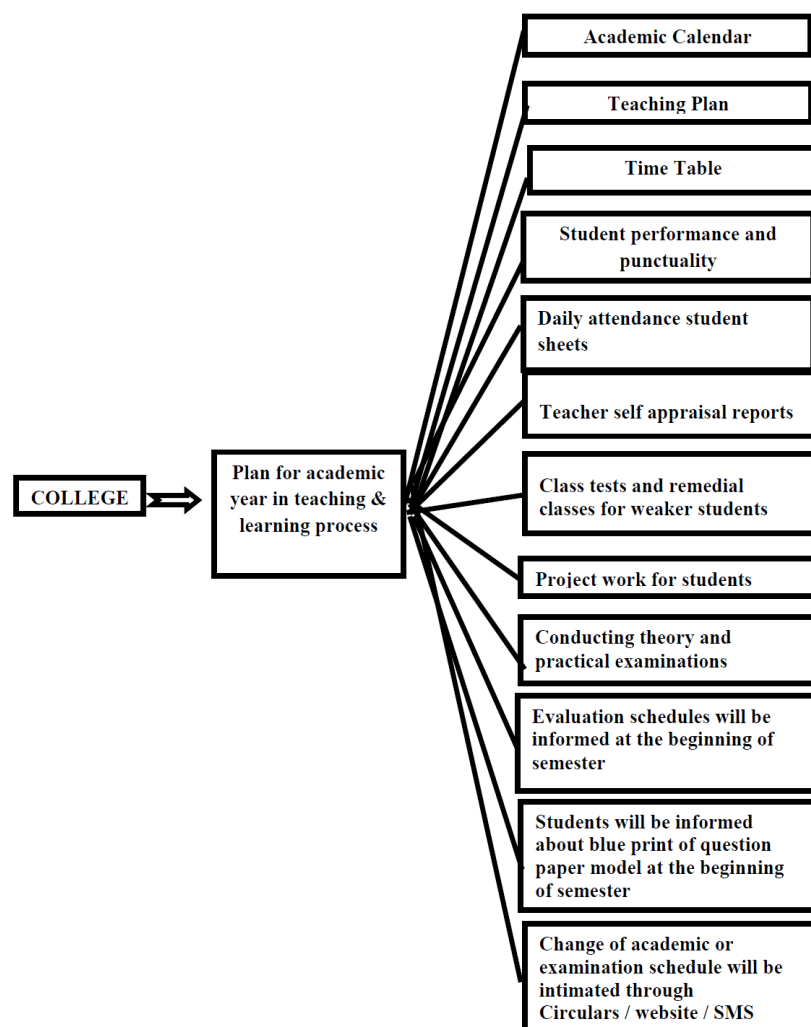 COLLEGE
Plan for academic
year in teaching &
learning process
Academic Calendar
Teaching Plan
Time Table
Student performance and
punctuality
Daily attendance student
sheets
Teacher self appraisal reports
Class tests and remedial
classes for weaker students
Project work for students
Conducting theory and
practical examinations
Evaluation schedules will be
informed at the beginning of
semester
Students will be informed
about blue print of question
paper model at the beginning
of semester
Change of academic or
examination schedule will be
intimated through
Circulars / website / SMS